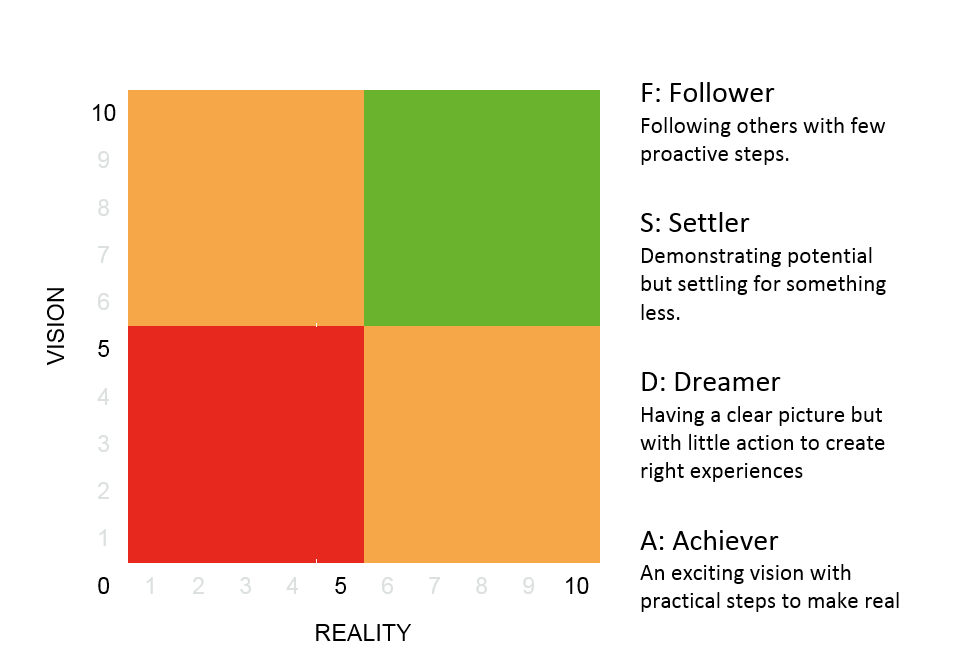 10
9
8
7
6
5
4
3
2
1
0 1 2 3 4 5 6 7 8 9 10
VISION
REALITY
F: Follower
Following others with few
proactive steps.
S: Settler
Demonstrating potential
but settling for something
less.
D: Dreamer
Having a clear picture but
with little action to create
right experiences
A: Achiever
An exciting vision with
practical steps to make real